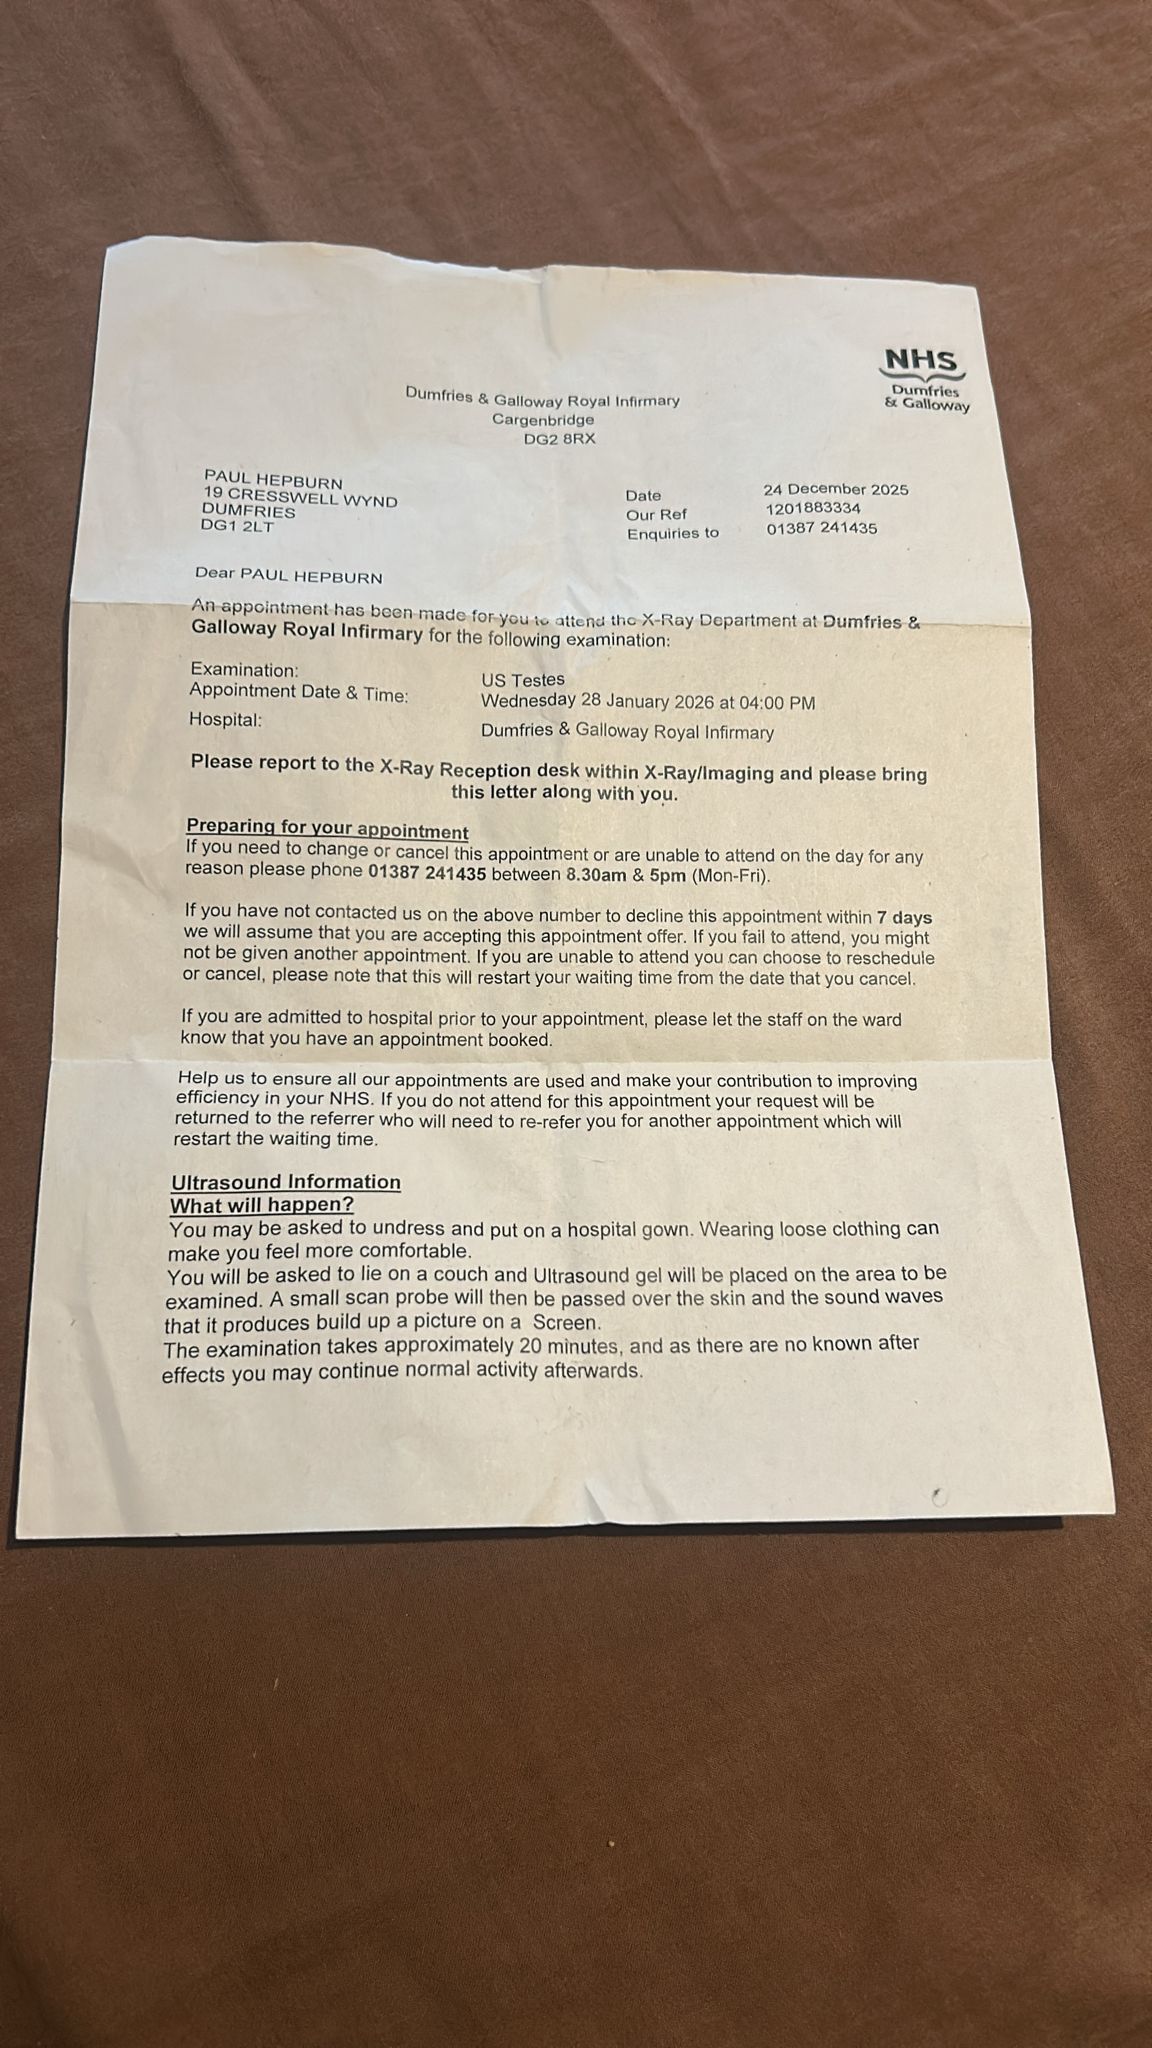 NHS
Dumfries
& Galloway
Dumfries & Galloway Royal Infirmary
Cargenbridge
DG2 8RX
PAUL HEPBURN
19 CRESSWELL WYND
DUMFRIES
DG1 2LT
Date 24 December 2025
Our Ref 1201883334
Enquiries to 01387 241435
Dear PAUL HEPBURN
An appointment has been made for you to attend the X-Ray Department at Dumfries &
Galloway Royal Infirmary for the following examination:
Examination: US Testes
Appointment Date & Time: Wednesday 28 January 2026 at 04:00 PM
Hospital: Dumfries & Galloway Royal Infirmary
Please report to the X-Ray Reception desk within X-Ray/Imaging and please bring
this letter along with you.
Preparing for your appointment
If you need to change or cancel this appointment or are unable to attend on the day for any
reason please phone 01387 241435 between 8.30am & 5pm (Mon-Fri).
If you have not contacted us on the above number to decline this appointment within 7 days
we will assume that you are accepting this appointment offer. If you fail to attend, you might
not be given another appointment. If you are unable to attend you can choose to reschedule
or cancel, please note that this will restart your waiting time from the date that you cancel.
If you are admitted to hospital prior to your appointment, please let the staff on the ward
know that you have an appointment booked.
Help us to ensure all our appointments are used and make your contribution to improving
efficiency in your NHS. If you do not attend for this appointment your request will be
returned to the referrer who will need to re-refer you for another appointment which will
restart the waiting time.
Ultrasound Information
What will happen?
You may be asked to undress and put on a hospital gown. Wearing loose clothing can
make you feel more comfortable.
You will be asked to lie on a couch and Ultrasound gel will be placed on the area to be
examined. A small scan probe will then be passed over the skin and the sound waves
that it produces build up a picture on a Screen.
The examination takes approximately 20 minutes, and as there are no known after
effects you may continue normal activity afterwards.